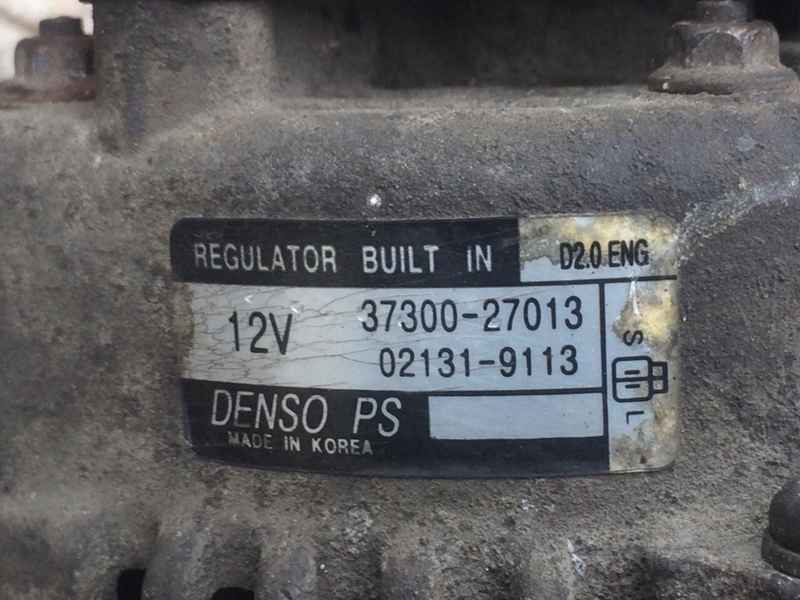 REGULATOR BUILT IN D2.0 ENG
12V 37300-27013
02131-9113
S
L
DENSO PS
MADE IN KOREA